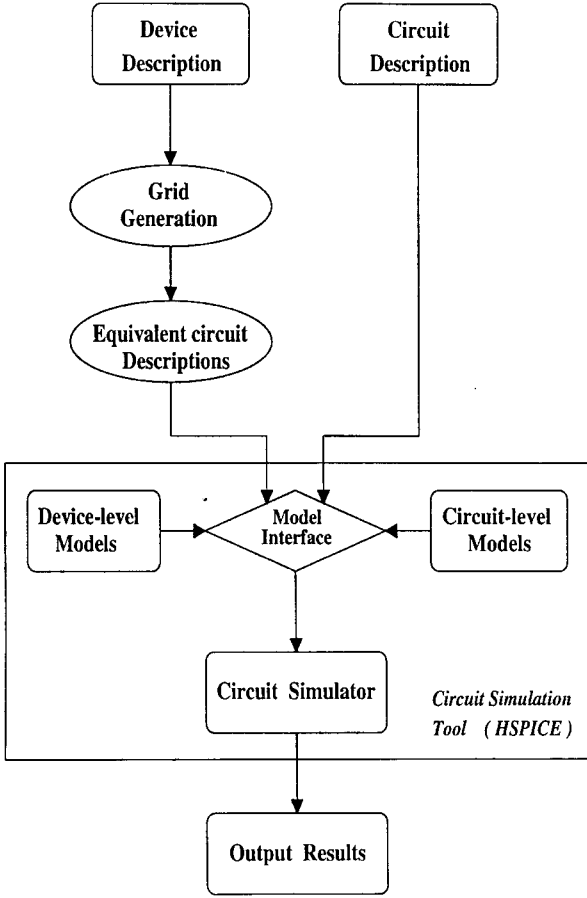 Device
Description
Circuit
Description
Grid
Generation
Equivalent circuit
Descriptions
Device-level
Models
Model
Interface
Circuit-level
Models
Circuit Simulator
Circuit Simulation
Tool ( HSPICE )
Output Results